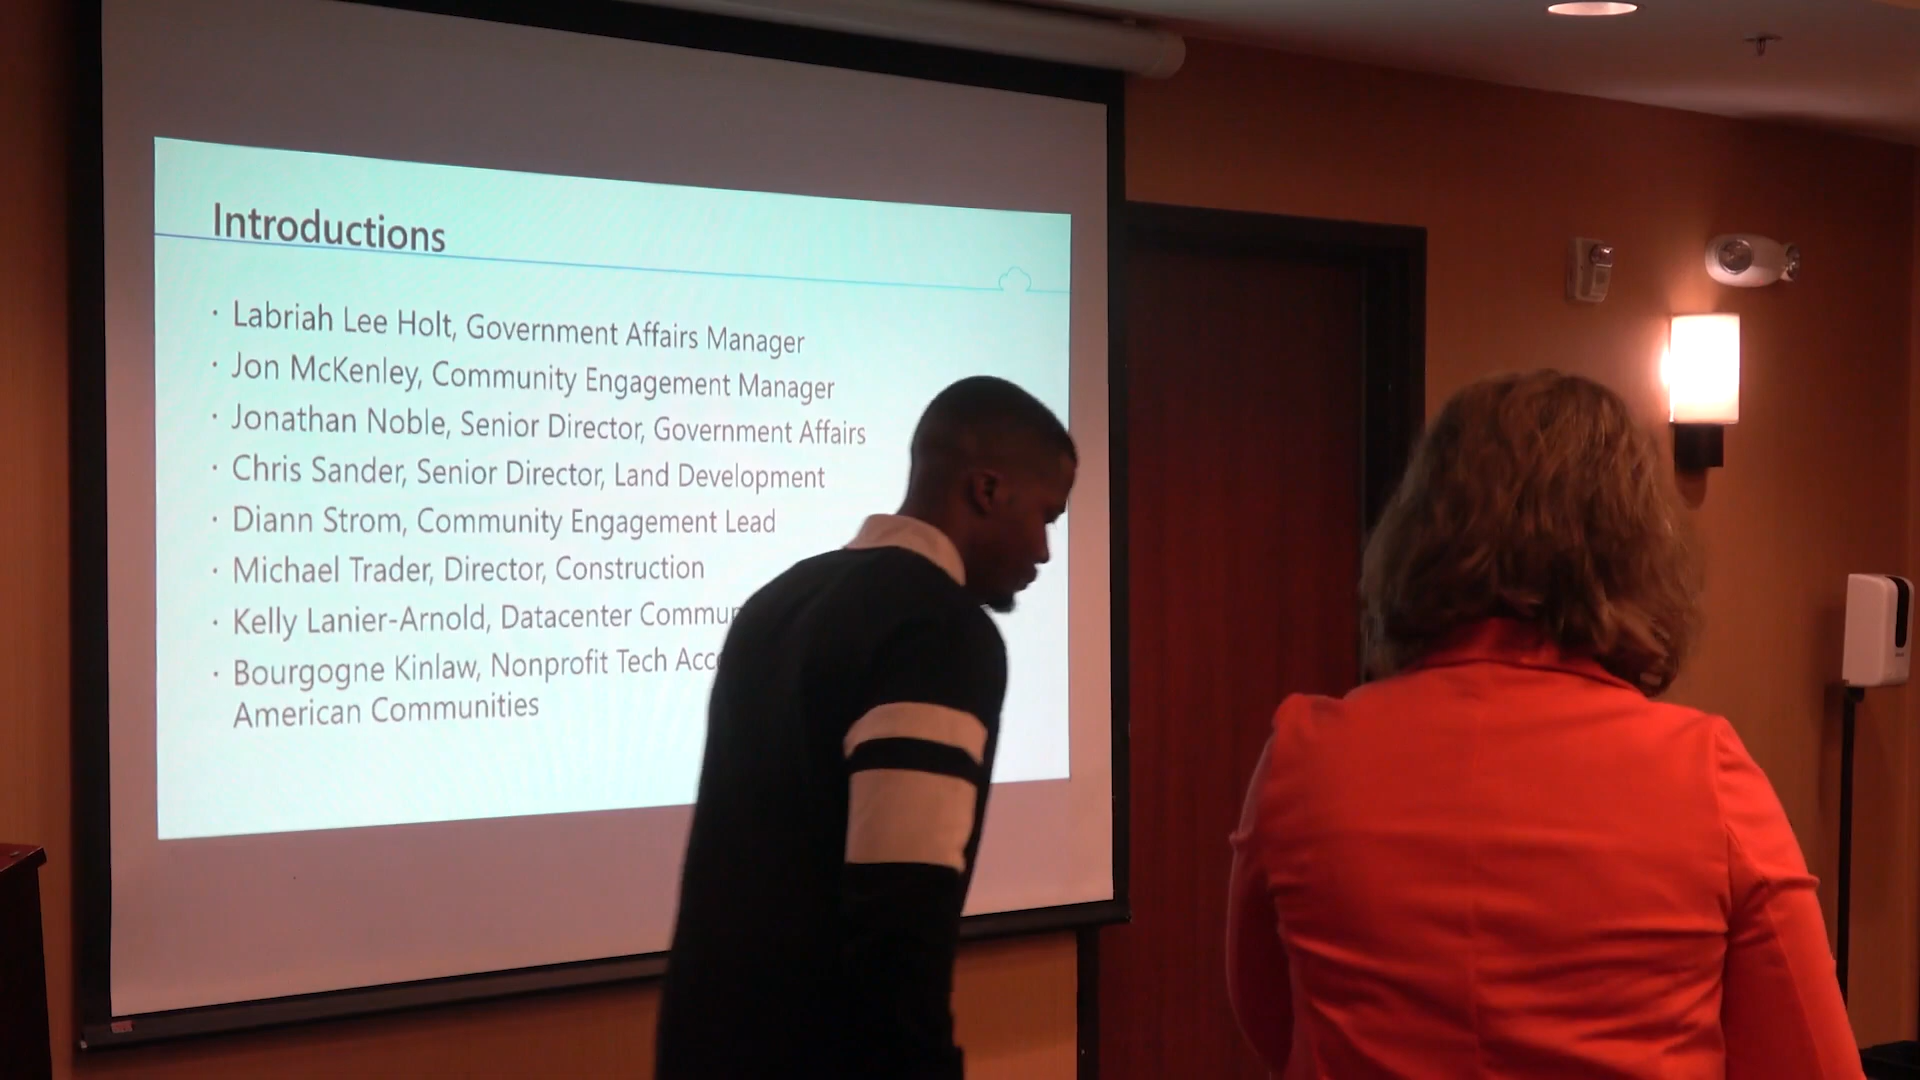 Introductions
· Labriah Lee Holt, Government Affairs Manager
· Jon McKenley, Community Engagement Manager
· Jonathan Noble, Senior Director, Government Affairs
· Chris Sander, Senior Director, Land Development
· Diann Strom, Community Engagement Lead
· Michael Trader, Director, Construction
· Kelly Lanier-Arnold, Datacenter
· Bourgogne Kinlaw, Nonprofit Tech
American Communities